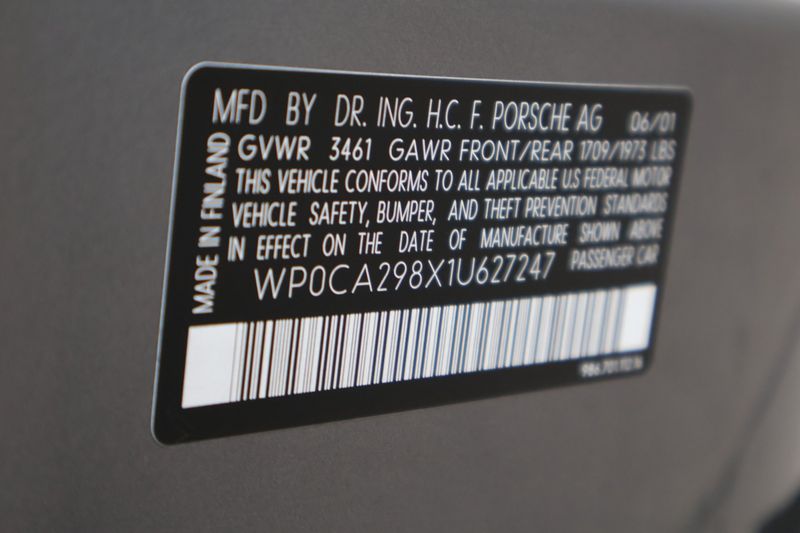 MFD BY DR. ING. H.C. F. PORSCHE AG 06/01
GVWR 3461 GAWR FRONT/REAR 1709/1973 LBS
THIS VEHICLE CONFORMS TO ALL APPLICABLE U.S FEDERAL MOTOR
VEHICLE SAFETY, BUMPER, AND THEFT PREVENTION STANDARDS
IN EFFECT ON THE DATE OF MANUFACTURE SHOWN ABOVE
WP0CA298X1U627247 PASSENGER CAR
MADE IN FINLAND